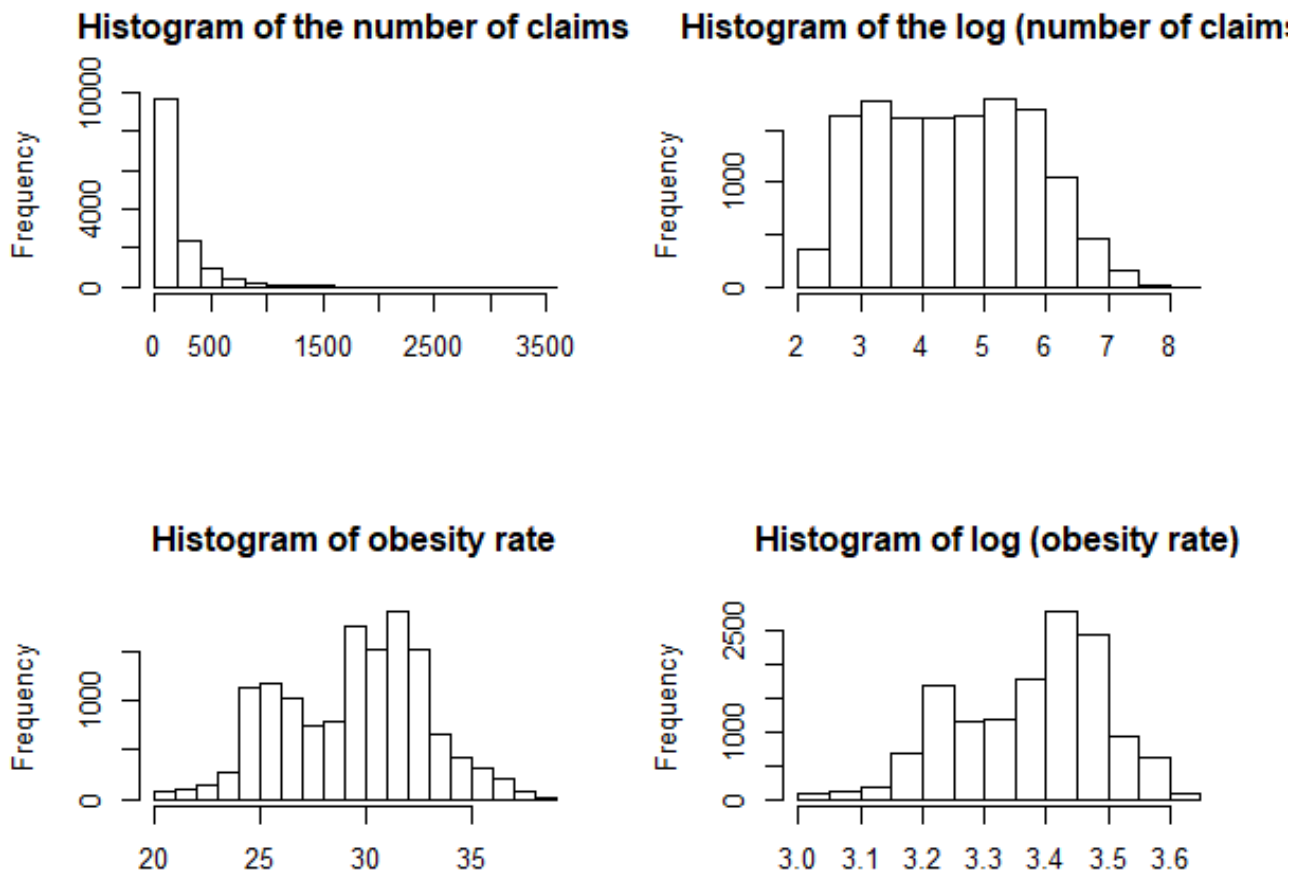 Histogram of the number of claims
Frequency
0 4000 10000
0 500 1500 2500 3500
Histogram of the log (number of claims
Frequency
0 1000
2 3 4 5 6 7 8
Histogram of obesity rate
Frequency
0 1000
20 25 30 35
Histogram of log (obesity rate)
Frequency
0 1000 2500
3.0 3.1 3.2 3.3 3.4 3.5 3.6